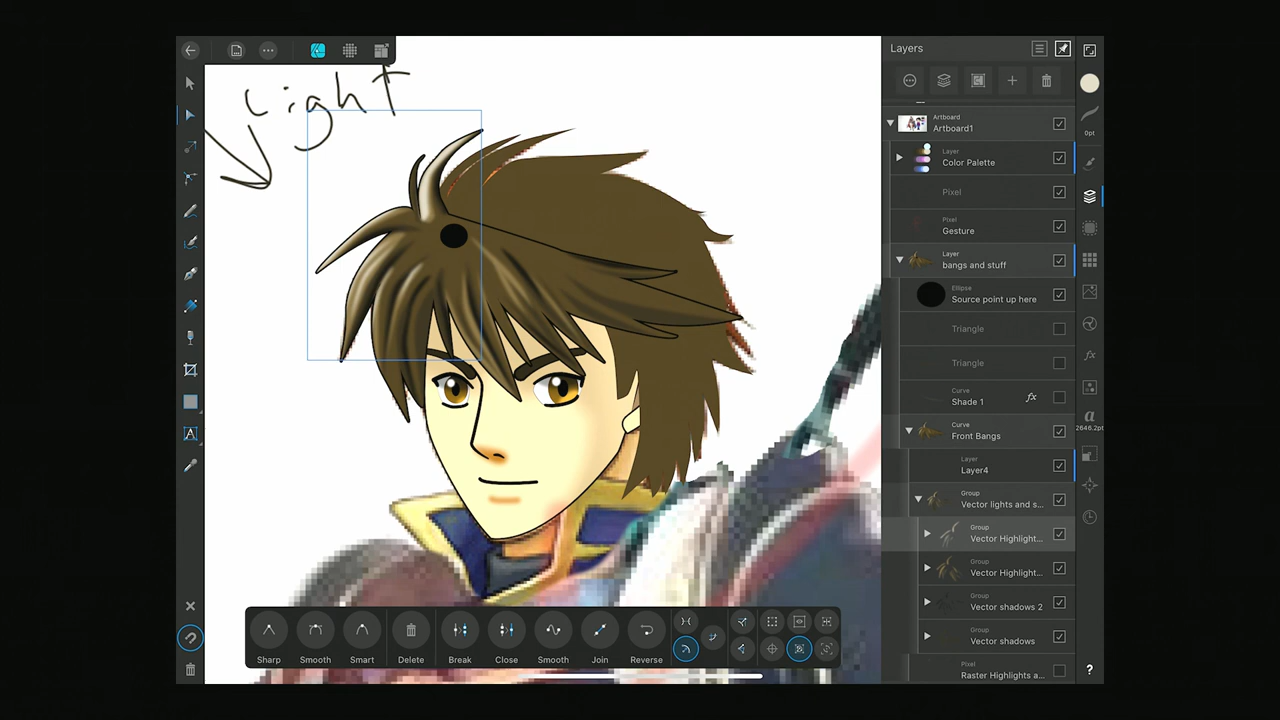 Layers
Light
Artboard
Artboard1
Layer
Color Palette
0pt
Pixel
Pixel
Gesture
Layer
bangs and stuff
Ellipse
Source point up here
Triangle
Triangle
fx
Curve
Shade 1
fx
a
2646.2pt
Curve
Front Bangs
Layer
Layer4
Group
Vector lights and s...
Group
Vector Highlight...
Group
Vector Highlight...
Group
Vector shadows 2
Group
Vector shadows
Pixel
Raster Highlights a...
Sharp
Smooth
Smart
Delete
Break
Close
Smooth
Join
Reverse
A
?